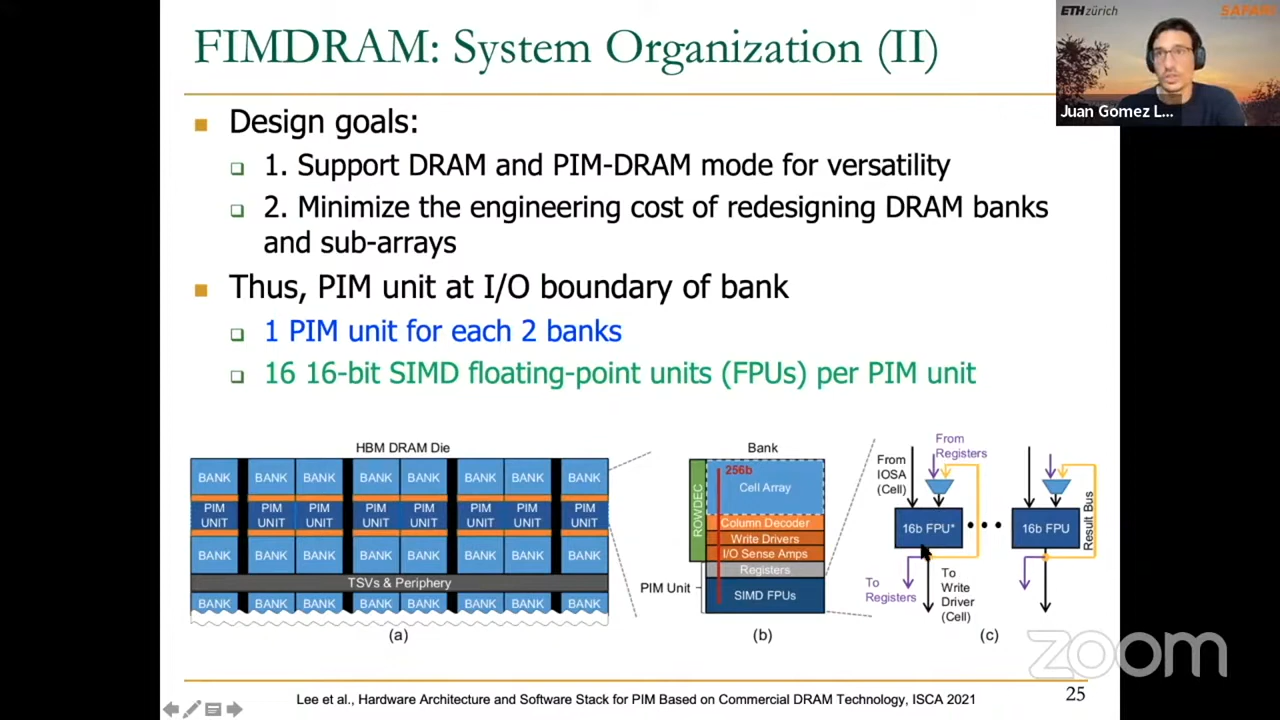 FIMDRAM: System Organization (II)
ETH zürich
SAFARI
Juan Gomez L...
Design goals:
1. Support DRAM and PIM-DRAM mode for versatility
2. Minimize the engineering cost of redesigning DRAM banks
and sub-arrays
Thus, PIM unit at I/O boundary of bank
1 PIM unit for each 2 banks
16 16-bit SIMD floating-point units (FPUs) per PIM unit
HBM DRAM Die
BANK BANK BANK BANK BANK BANK BANK BANK
PIM UNIT PIM UNIT PIM UNIT PIM UNIT PIM UNIT PIM UNIT PIM UNIT PIM UNIT
BANK BANK BANK BANK BANK BANK BANK BANK
TSVs & Periphery
BANK BANK BANK BANK BANK BANK BANK BANK
(a)
Bank
256b
Cell Array
ROWDEC
Column Decoder
Write Drivers
I/O Sense Amps
Registers
PIM Unit
SIMD FPUs
(b)
From
Registers
From
IOSA
(Cell)
16b FPU*
16b FPU
Result Bus
To
Registers
To
Write
Driver
(Cell)
(c)
zoom
Lee et al., Hardware Architecture and Software Stack for PIM Based on Commercial DRAM Technology, ISCA 2021
25